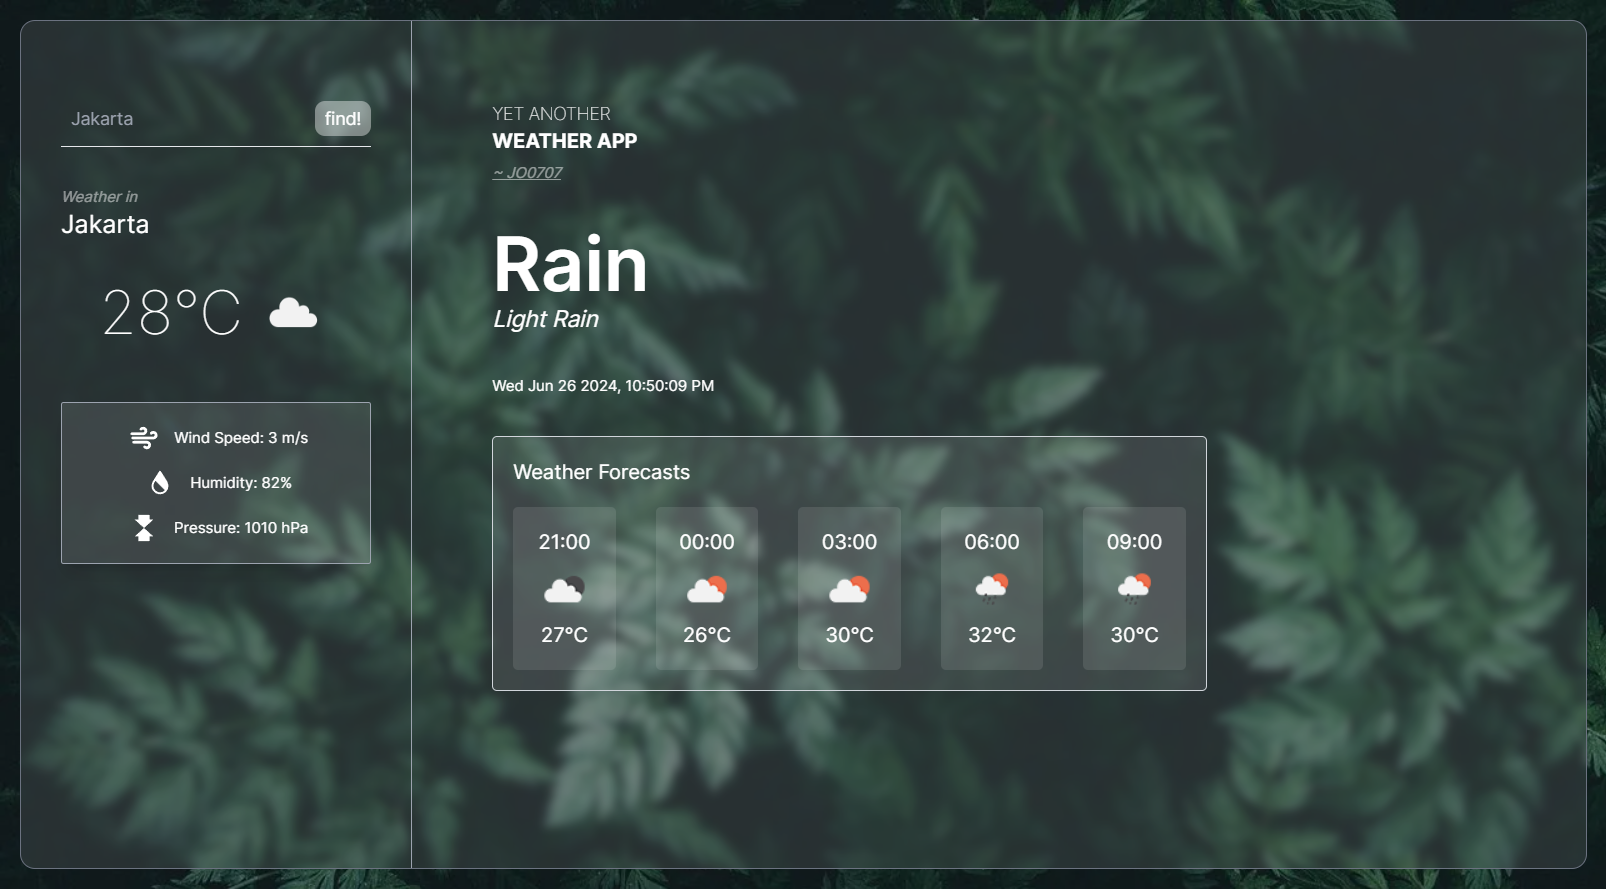 Jakarta
find!
Weather in
Jakarta
28°C
Wind Speed: 3 m/s
Humidity: 82%
Pressure: 1010 hPa
YET ANOTHER
WEATHER APP
~ JO0707
Rain
Light Rain
Wed Jun 26 2024, 10:50:09 PM
Weather Forecasts
21:00 00:00 03:00 06:00 09:00
27°C 26°C 30°C 32°C 30°C